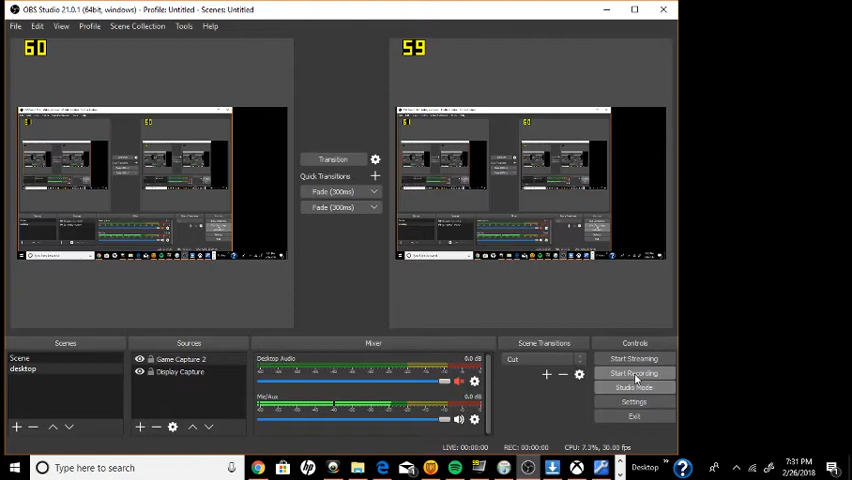 OBS Studio 21.0.1 (64bit, windows) - Profile: Untitled - Scenes: Untitled
File Edit View Profile Scene Collection Tools Help
60
59
Transition
Quick Transitions
Fade (300ms)
Fade (300ms)
Scenes
Sources
Mixer
Scene Transitions
Controls
Scene
desktop
Game Capture 2
Display Capture
Desktop Audio 0.0 dB
Mic/Aux 0.0 dB
Cut
Start Streaming
Start Recording
Studio Mode
Settings
Exit
LIVE: 00:00:00 REC: 00:00:00 CPU: 7.3%, 30.00 fps
Type here to search
Desktop
7:31 PM
2/26/2018